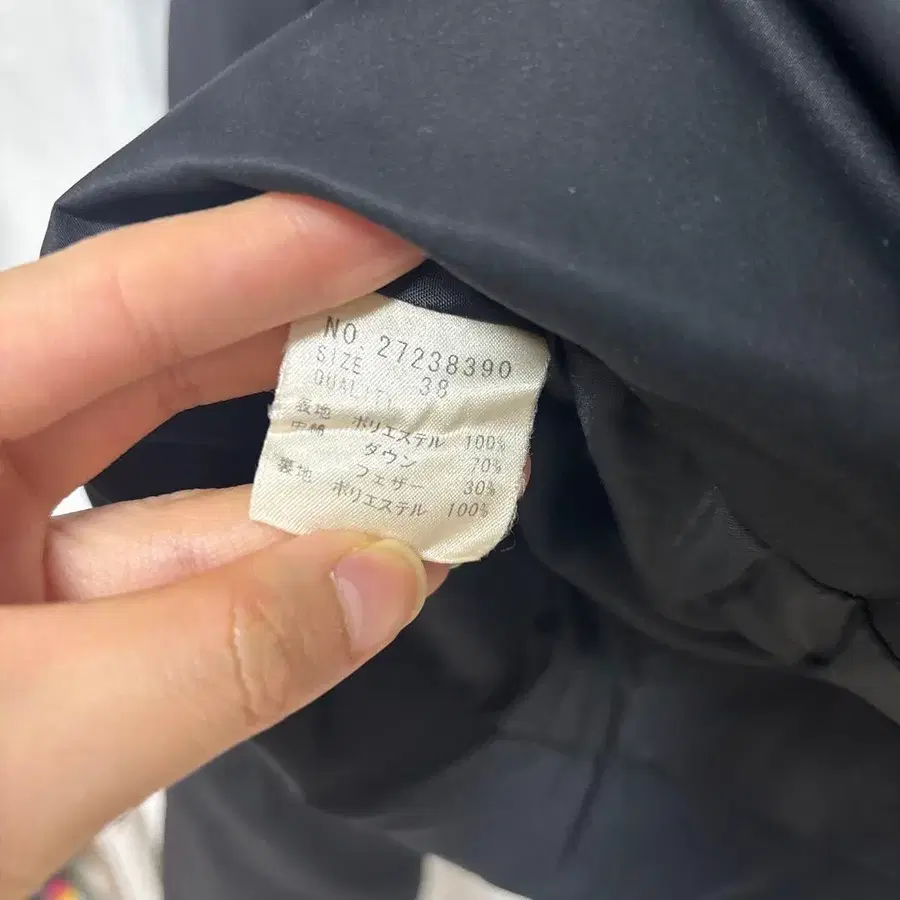 NO. 27238390
SIZE 38
QUALITY
表地 ポリエステル 100%
中綿 ダウン 70%
フェザー 30%
裏地 ポリエステル 100%